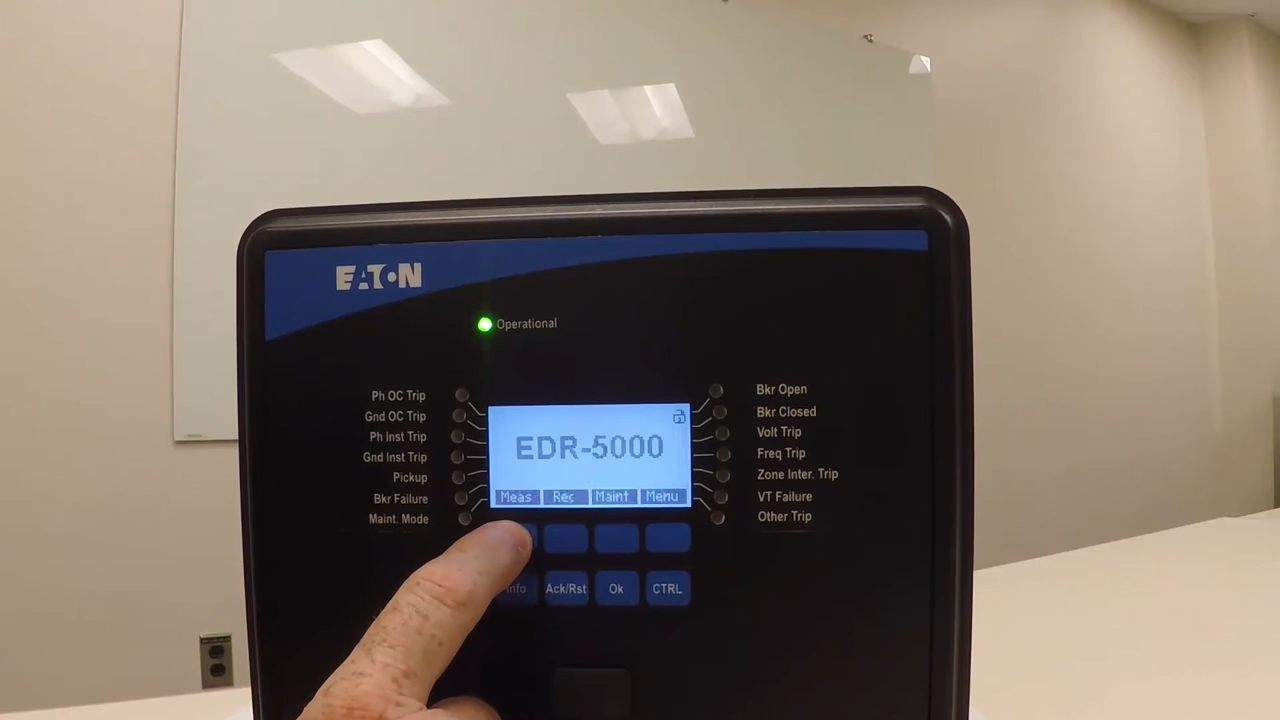 EATON
Operational
Ph OC Trip
Gnd OC Trip
Ph Inst Trip
Gnd Inst Trip
Pickup
Bkr Failure
Maint. Mode
EDR-5000
Meas Rec Maint Menu
Bkr Open
Bkr Closed
Volt Trip
Freq Trip
Zone Inter. Trip
VT Failure
Other Trip
Info Ack/Rst Ok CTRL